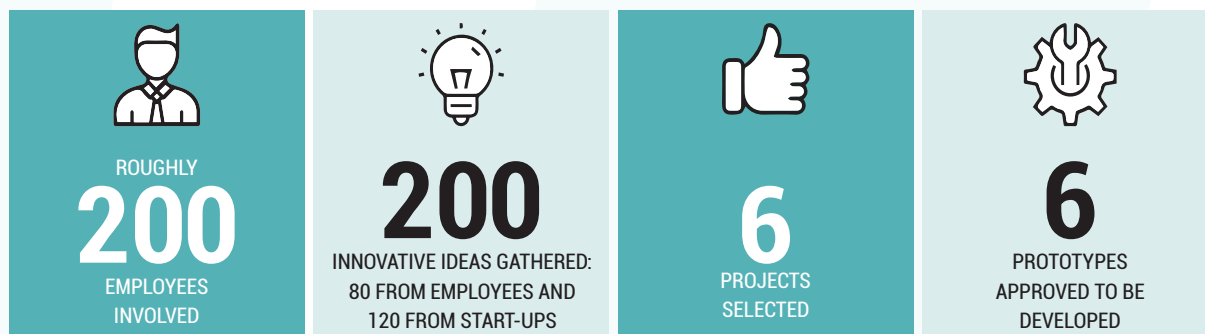 ROUGHLY
200
EMPLOYEES
INVOLVED
200
INNOVATIVE IDEAS GATHERED:
80 FROM EMPLOYEES AND
120 FROM START-UPS
6
PROJECTS
SELECTED
6
PROTOTYPES
APPROVED TO BE
DEVELOPED